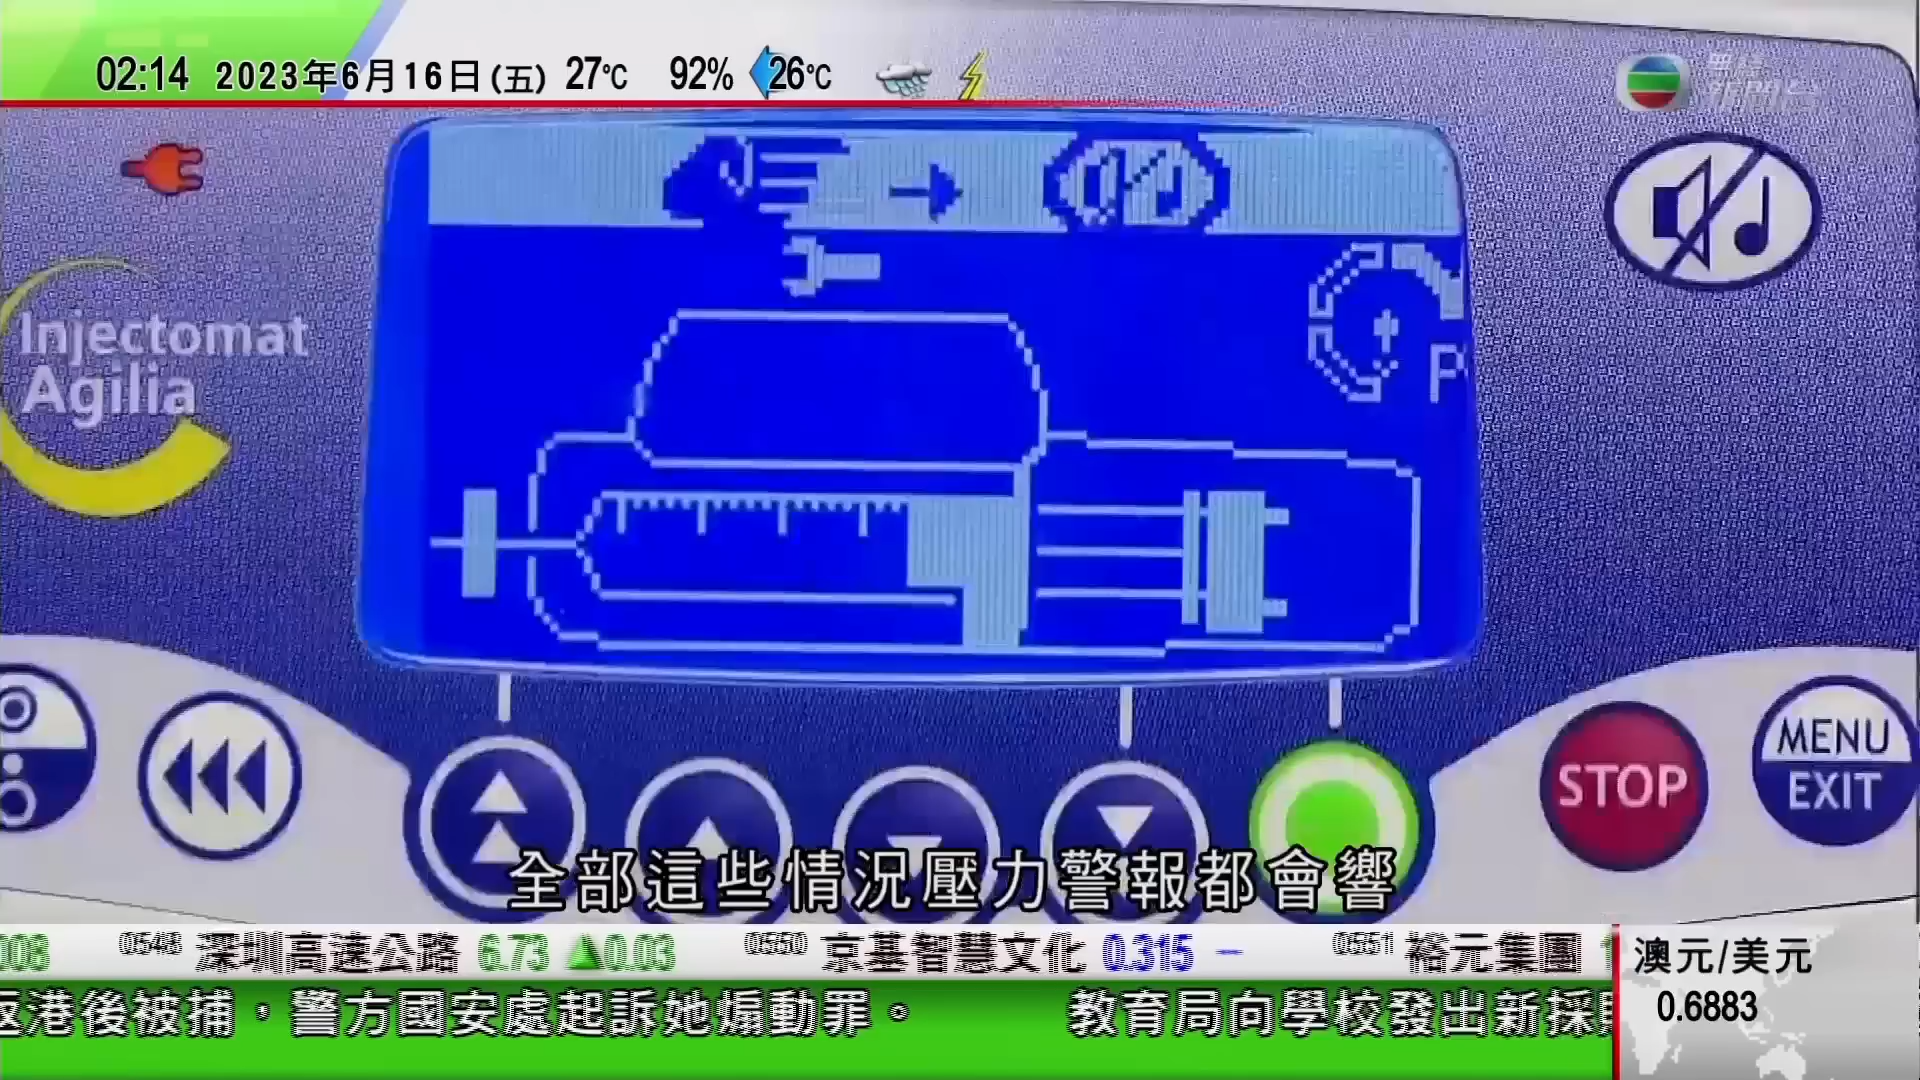 02:14 2023年6月16日(五) 27℃ 92% 26℃
Injectomat
Agilia
P
MENU
EXIT
STOP
全部這些情況壓力警報都會響
008 0548 深圳高速公路 6.73 ▲0.03 0550 京基智慧文化 0.315 – 0551 裕元集團
返港後被捕，警方國安處起訴她煽動罪。 教育局向學校發出新採
澳元/美元
0.6883